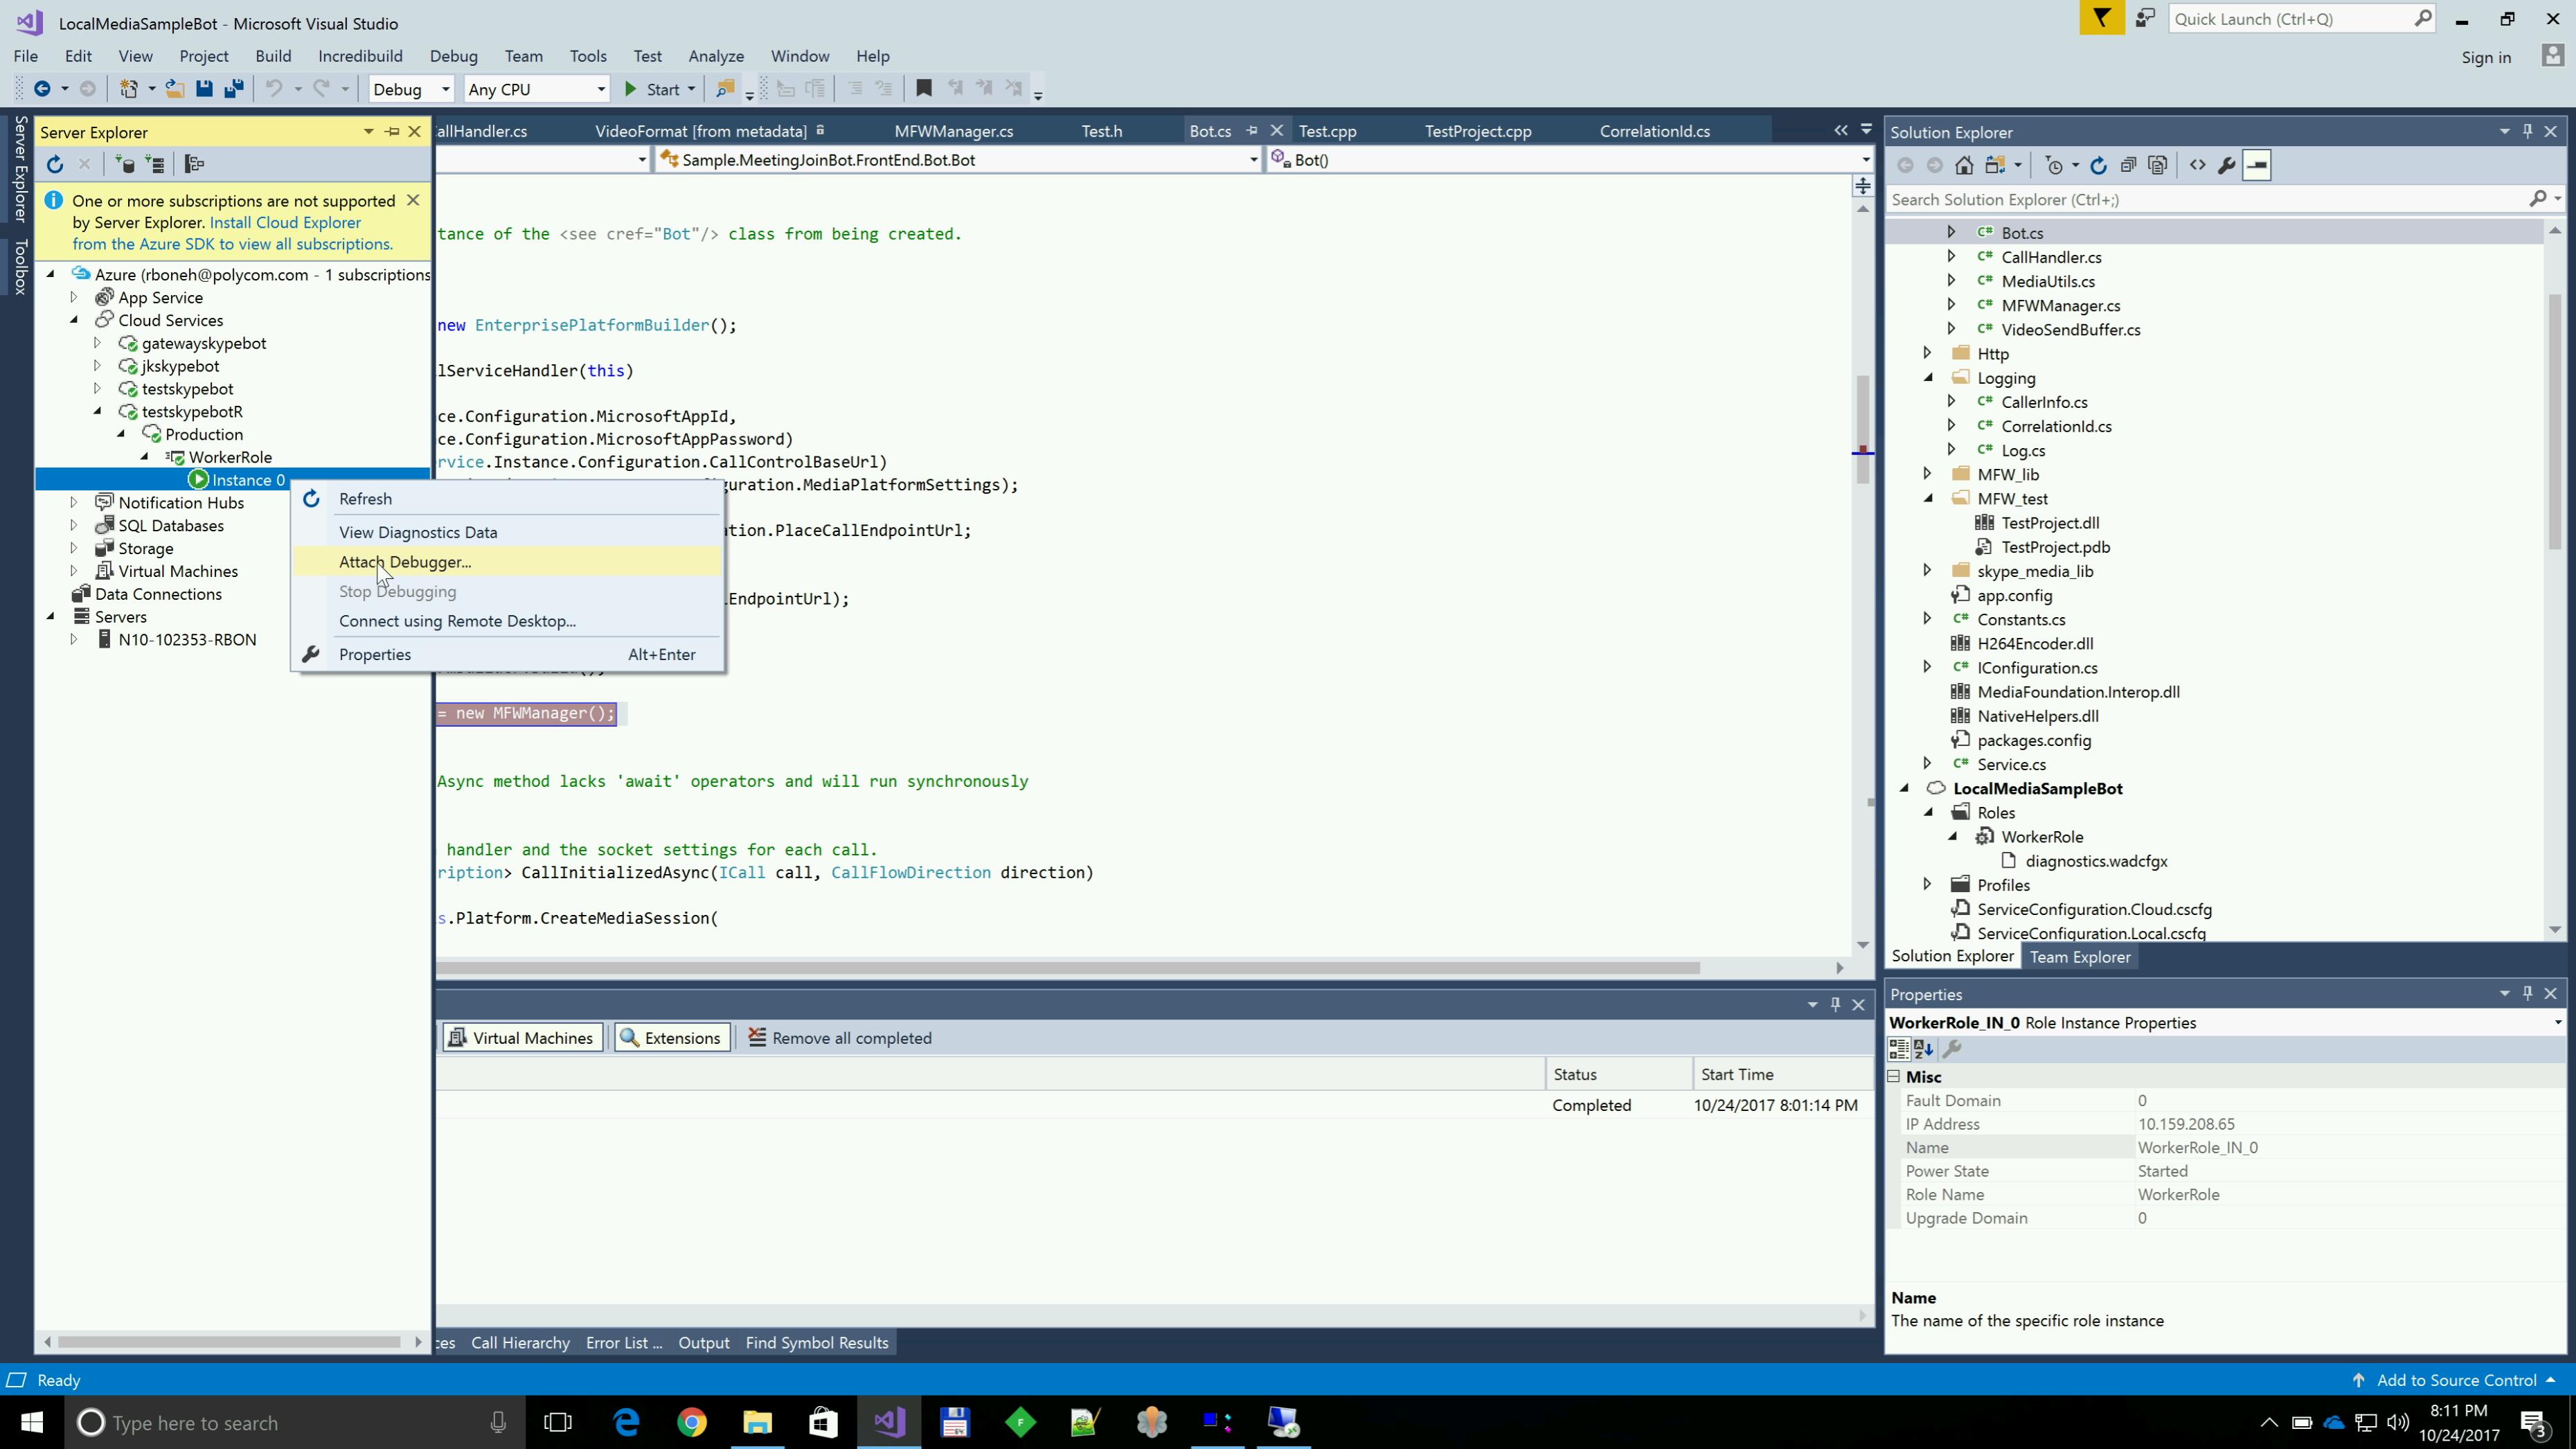 LocalMediaSampleBot - Microsoft Visual Studio
Quick Launch (Ctrl+Q)
File Edit View Project Build Incredibuild Debug Team Tools Test Analyze Window Help
Sign in
Debug Any CPU Start
Server Explorer
Toolbox
Server Explorer
One or more subscriptions are not supported
by Server Explorer. Install Cloud Explorer
from the Azure SDK to view all subscriptions.
Azure (rboneh@polycom.com - 1 subscriptions
App Service
Cloud Services
gatewayskypebot
jkskypebot
testskypebot
testskypebotR
Production
WorkerRole
Instance 0
Notification Hubs
SQL Databases
Storage
Virtual Machines
Data Connections
Servers
N10-102353-RBON
Refresh
View Diagnostics Data
Attach Debugger...
Stop Debugging
Connect using Remote Desktop...
Properties Alt+Enter
allHandler.cs VideoFormat [from metadata] MFWManager.cs Test.h Bot.cs Test.cpp TestProject.cpp CorrelationId.cs
Sample.MeetingJoinBot.FrontEnd.Bot.Bot Bot()
tance of the <see cref="Bot"/> class from being created.
new EnterprisePlatformBuilder();
lServiceHandler(this)
ce.Configuration.MicrosoftAppId,
ce.Configuration.MicrosoftAppPassword)
rvice.Instance.Configuration.CallControlBaseUrl)
guration.MediaPlatformSettings);
tion.PlaceCallEndpointUrl;
EndpointUrl);
= new MFWManager();
Async method lacks 'await' operators and will run synchronously
handler and the socket settings for each call.
ription> CallInitializedAsync(ICall call, CallFlowDirection direction)
s.Platform.CreateMediaSession(
Virtual Machines Extensions Remove all completed
Status Start Time
Completed 10/24/2017 8:01:14 PM
ces Call Hierarchy Error List ... Output Find Symbol Results
Solution Explorer
Search Solution Explorer (Ctrl+;)
C# Bot.cs
C# CallHandler.cs
C# MediaUtils.cs
C# MFWManager.cs
C# VideoSendBuffer.cs
Http
Logging
C# CallerInfo.cs
C# CorrelationId.cs
C# Log.cs
MFW_lib
MFW_test
TestProject.dll
TestProject.pdb
skype_media_lib
app.config
C# Constants.cs
H264Encoder.dll
C# IConfiguration.cs
MediaFoundation.Interop.dll
NativeHelpers.dll
packages.config
C# Service.cs
LocalMediaSampleBot
Roles
WorkerRole
diagnostics.wadcfgx
Profiles
ServiceConfiguration.Cloud.cscfg
ServiceConfiguration.Local.cscfg
Solution Explorer Team Explorer
Properties
WorkerRole_IN_0 Role Instance Properties
Misc
Fault Domain 0
IP Address 10.159.208.65
Name WorkerRole_IN_0
Power State Started
Role Name WorkerRole
Upgrade Domain 0
Name
The name of the specific role instance
Ready
Add to Source Control
Type here to search
8:11 PM
10/24/2017
3